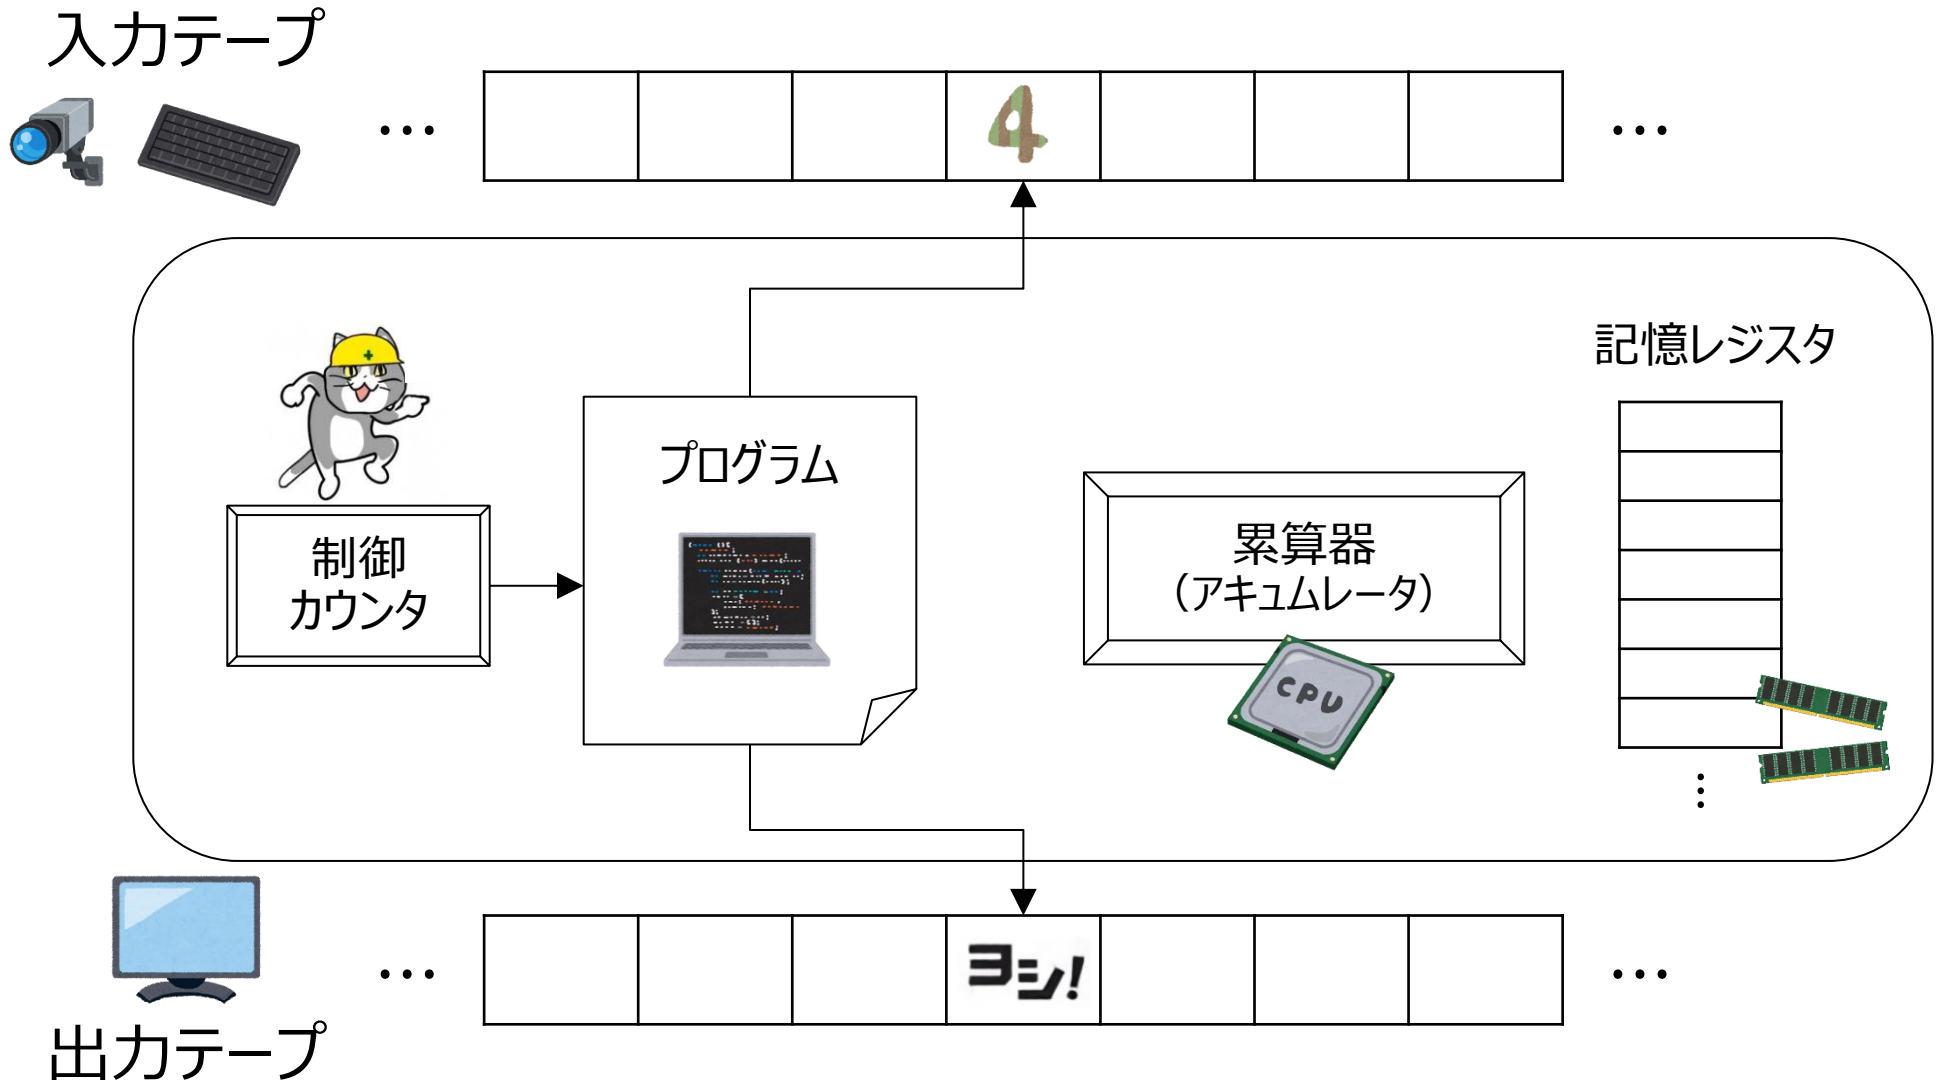 入力テープ
… 4 …
記憶レジスタ
プログラム
制御
カウンタ
累算器
（アキュムレータ）
CPU
⋮
… ヨシ! …
出力テープ